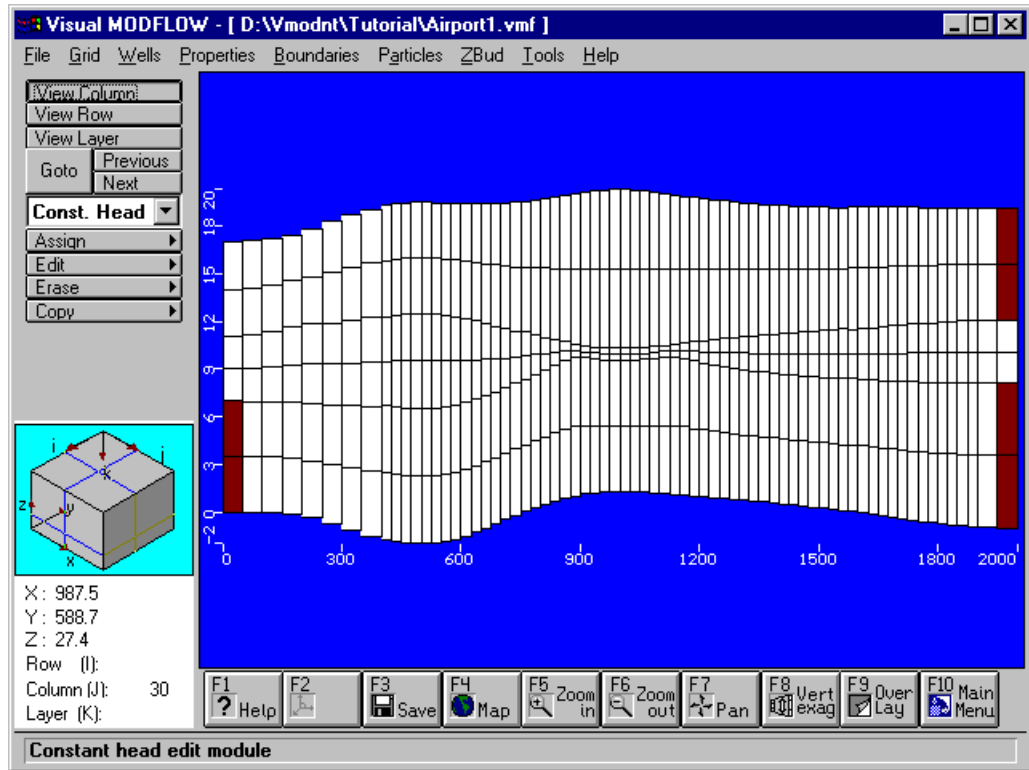 Visual MODFLOW - [ D:\Vmodnt\Tutorial\Airport1.vmf ]
File Grid Wells Properties Boundaries Particles ZBud Tools Help
View Column
View Row
View Layer
Goto
Previous
Next
Const. Head
Assign
Edit
Erase
Copy
20
18
15
12
9
6
3
0
-2
0 300 600 900 1200 1500 1800 2000
i j
k
z
y
x
X: 987.5
Y: 588.7
Z: 27.4
Row (I):
Column (J): 30
Layer (K):
F1 ? Help
F2
F3 Save
F4 Map
F5 Zoom in
F6 Zoom out
F7 Pan
F8 Vert exag
F9 Over Lay
F10 Main Menu
Constant head edit module